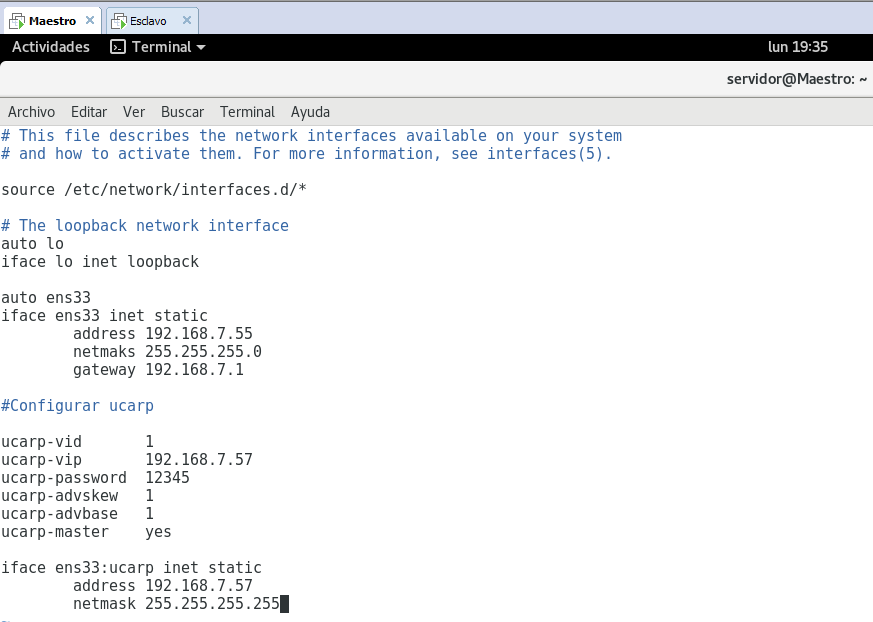 Maestro
Esclavo
Actividades Terminal lun 19:35
servidor@Maestro: ~
Archivo Editar Ver Buscar Terminal Ayuda
# This file describes the network interfaces available on your system
# and how to activate them. For more information, see interfaces(5).
source /etc/network/interfaces.d/*
# The loopback network interface
auto lo
iface lo inet loopback
auto ens33
iface ens33 inet static
address 192.168.7.55
netmaks 255.255.255.0
gateway 192.168.7.1
#Configurar ucarp
ucarp-vid 1
ucarp-vip 192.168.7.57
ucarp-password 12345
ucarp-advskew 1
ucarp-advbase 1
ucarp-master yes
iface ens33:ucarp inet static
address 192.168.7.57
netmask 255.255.255.255